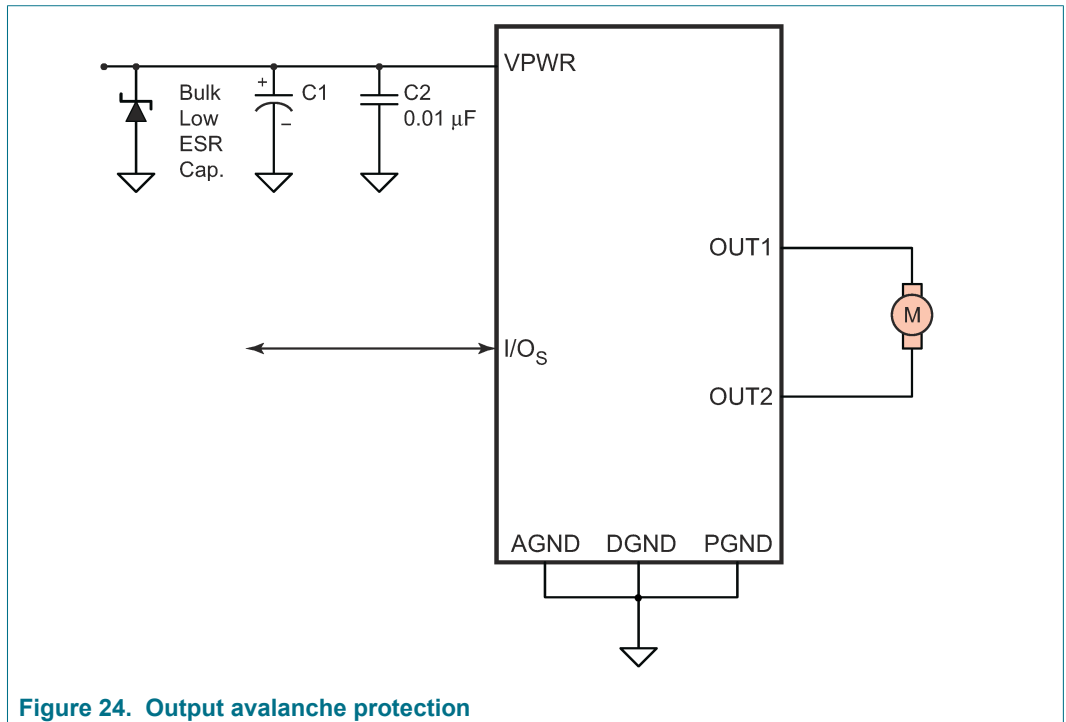 VPWR
Bulk
Low
ESR
Cap.
+
C1
–
C2
0.01 μF
OUT1
M
I/OS
OUT2
AGND DGND PGND
Figure 24. Output avalanche protection